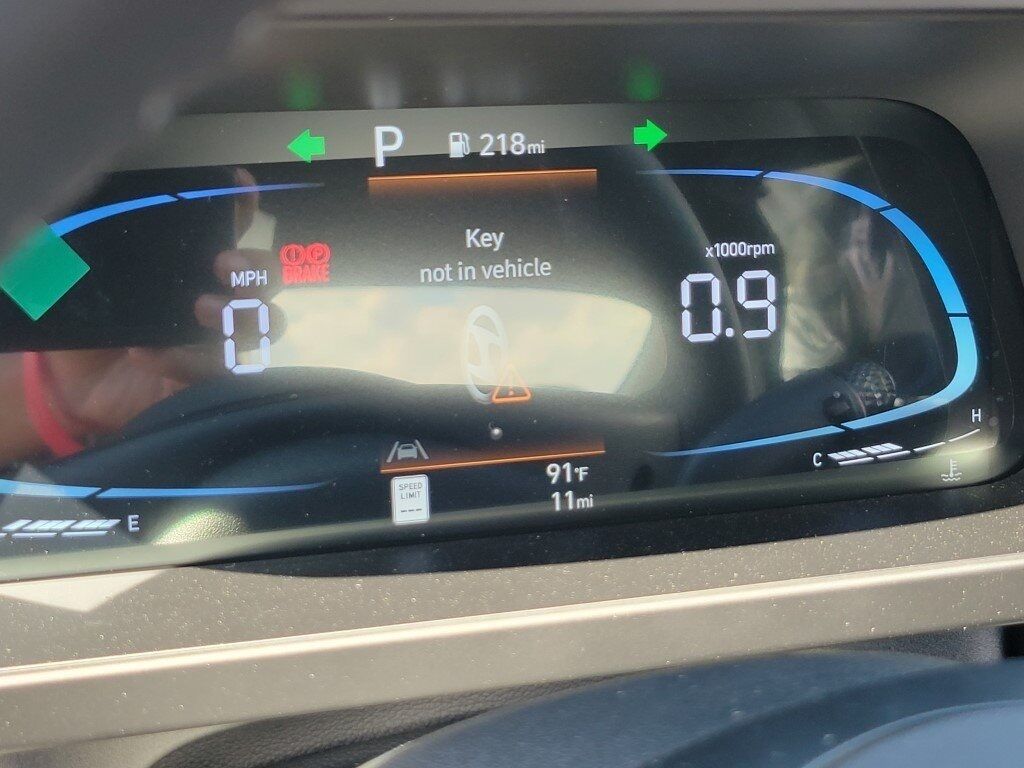 P 218mi
Key
not in vehicle
MPH
BRAKE
0
x1000rpm
0.9
SPEED
LIMIT
---
91°F
11mi
E
C
H